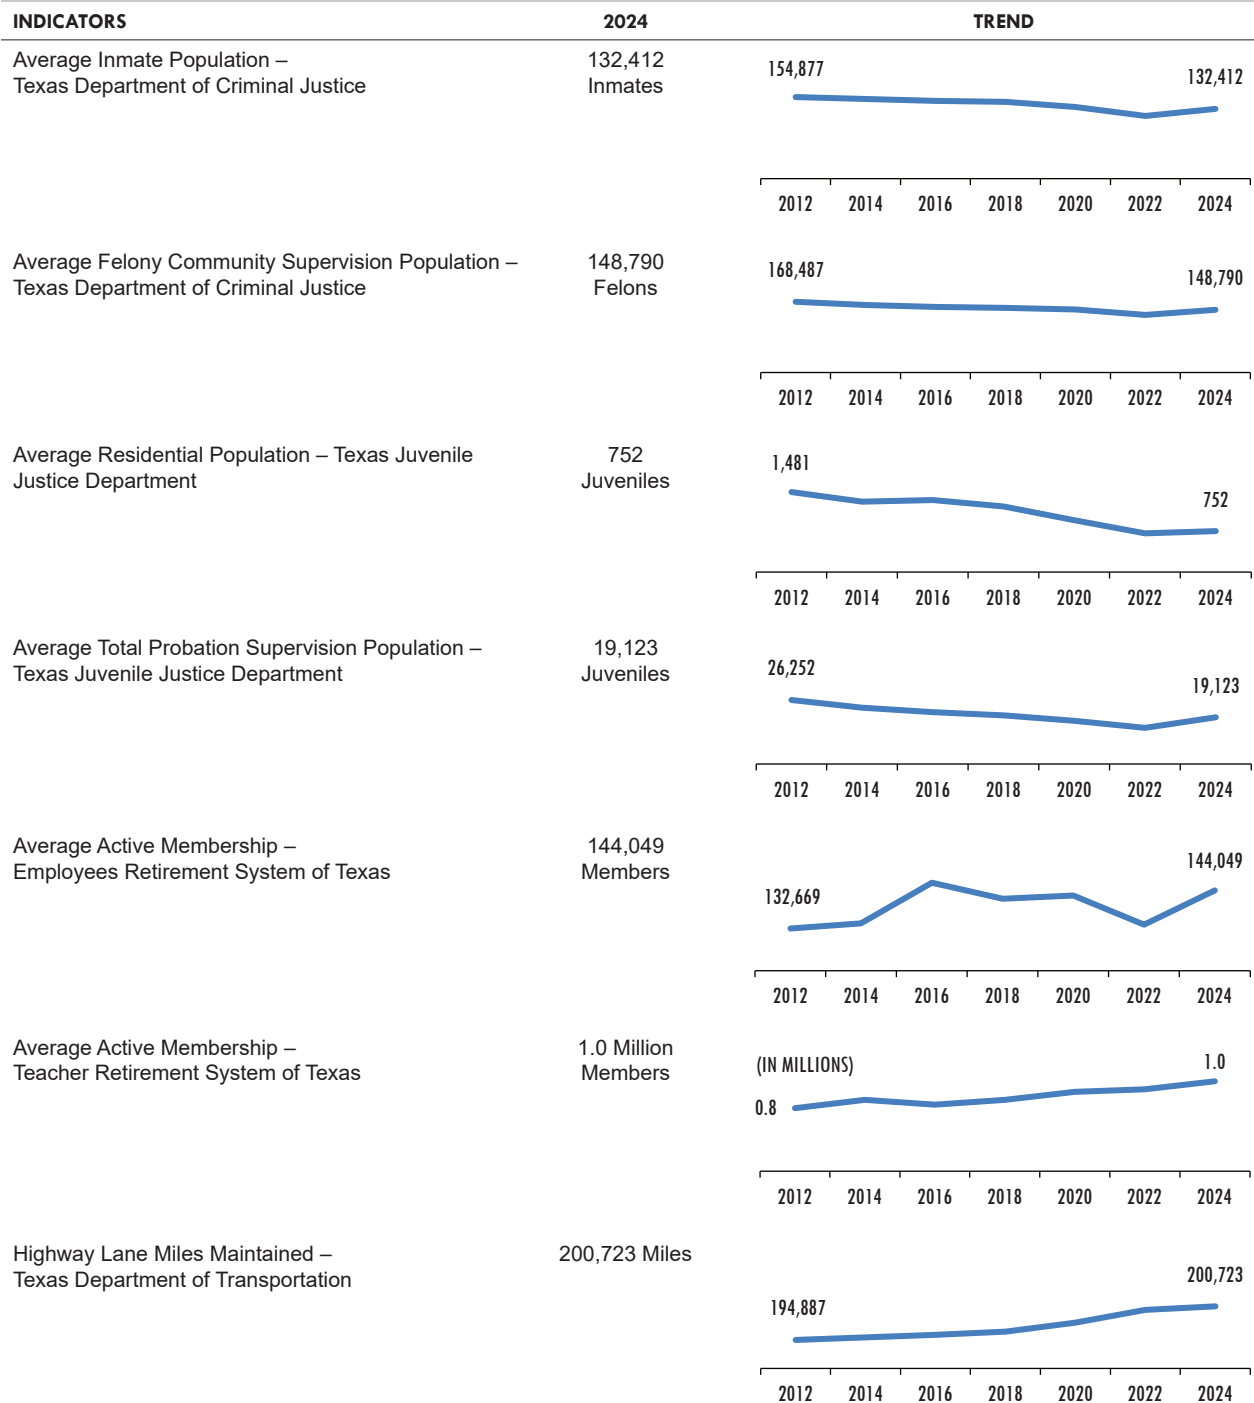 INDICATORS 2024 TREND
Average Inmate Population –
Texas Department of Criminal Justice
132,412
Inmates
154,877
132,412
2012 2014 2016 2018 2020 2022 2024
Average Felony Community Supervision Population –
Texas Department of Criminal Justice
148,790
Felons
168,487
148,790
2012 2014 2016 2018 2020 2022 2024
Average Residential Population – Texas Juvenile
Justice Department
752
Juveniles
1,481
752
2012 2014 2016 2018 2020 2022 2024
Average Total Probation Supervision Population –
Texas Juvenile Justice Department
19,123
Juveniles
26,252
19,123
2012 2014 2016 2018 2020 2022 2024
Average Active Membership –
Employees Retirement System of Texas
144,049
Members
132,669
144,049
2012 2014 2016 2018 2020 2022 2024
Average Active Membership –
Teacher Retirement System of Texas
1.0 Million
Members
(IN MILLIONS)
0.8
1.0
2012 2014 2016 2018 2020 2022 2024
Highway Lane Miles Maintained –
Texas Department of Transportation
200,723 Miles
194,887
200,723
2012 2014 2016 2018 2020 2022 2024